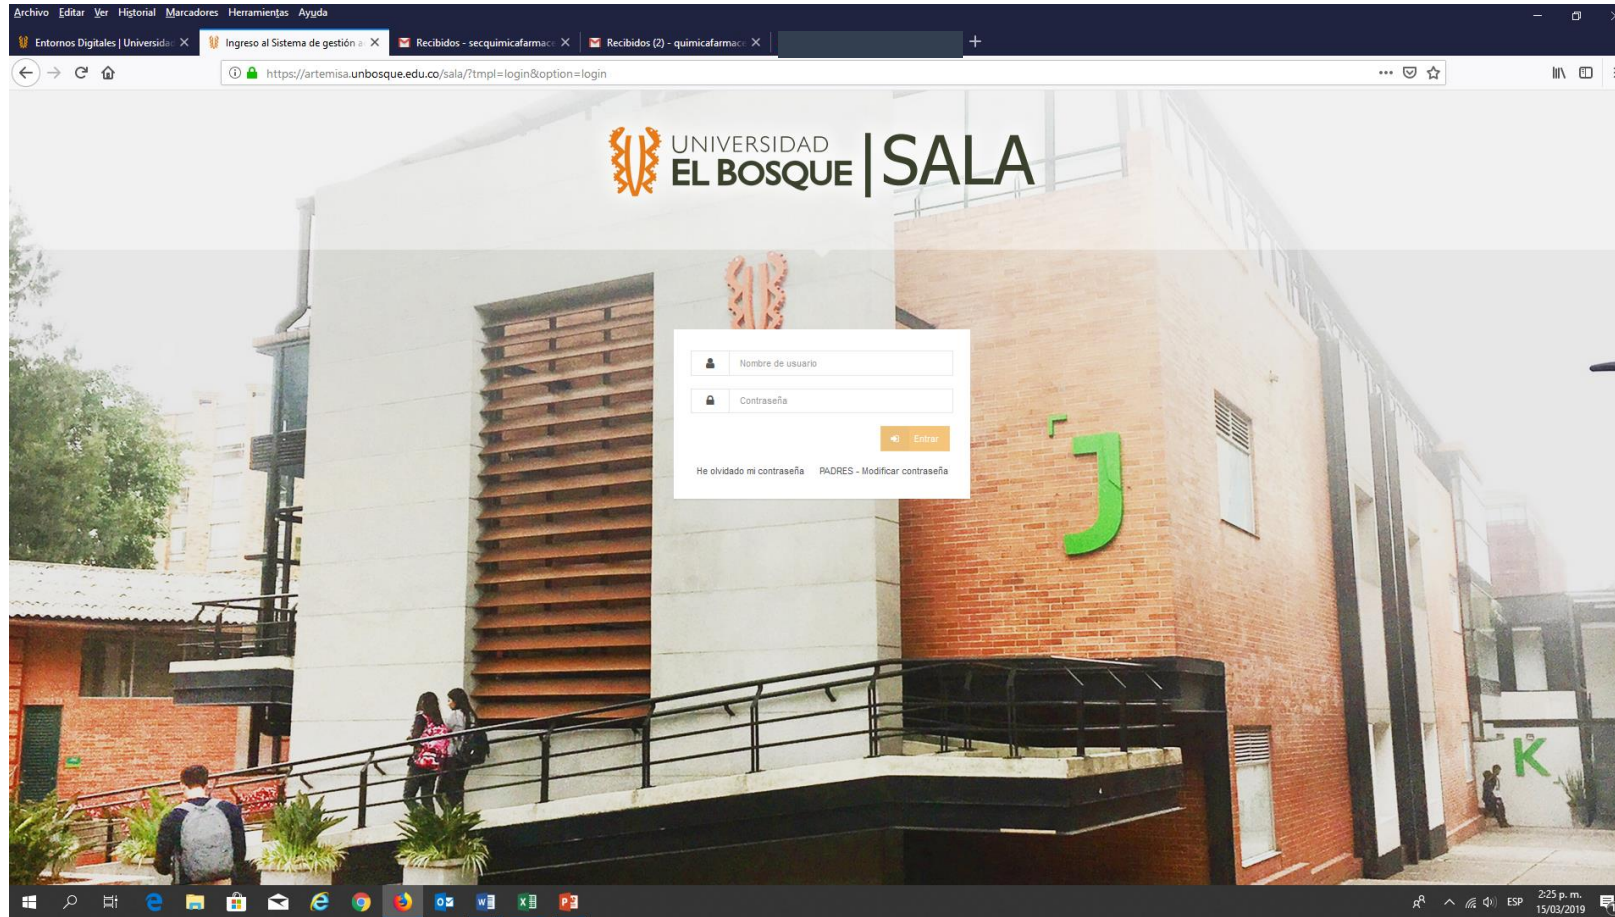 Archivo Editar Ver Historial Marcadores Herramientas Ayuda
Entornos Digitales | Universida
Ingreso al Sistema de gestión a
Recibidos - secquimicafarmace
Recibidos (2) - quimicafarmace
https://artemisa.unbosque.edu.co/sala/?tmpl=login&option=login
UNIVERSIDAD
EL BOSQUE | SALA
Nombre de usuario
Contraseña
Entrar
He olvidado mi contraseña PADRES - Modificar contraseña
J
K
ESP
2:25 p. m.
15/03/2019